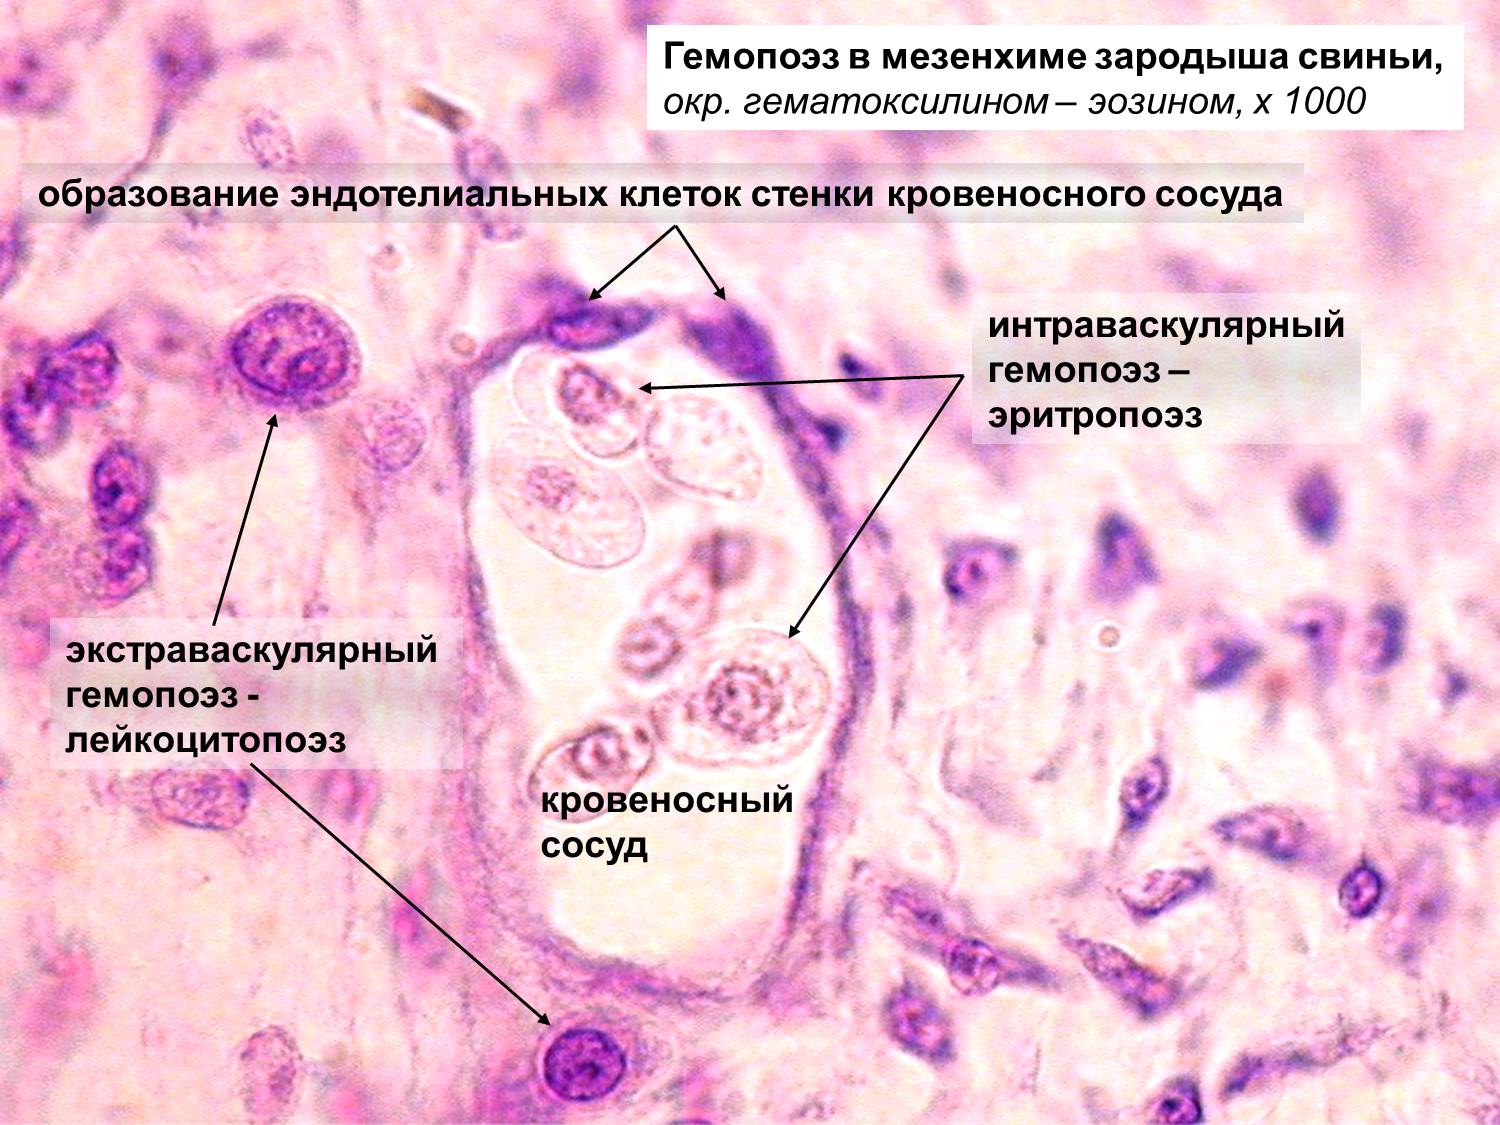 Гемопоэз в мезенхиме зародыша свиньи,
окр. гематоксилином – эозином, х 1000
образование эндотелиальных клеток стенки кровеносного сосуда
интраваскулярный
гемопоэз –
эритропоэз
экстраваскулярный
гемопоэз -
лейкоцитопоэз
кровеносный
сосуд